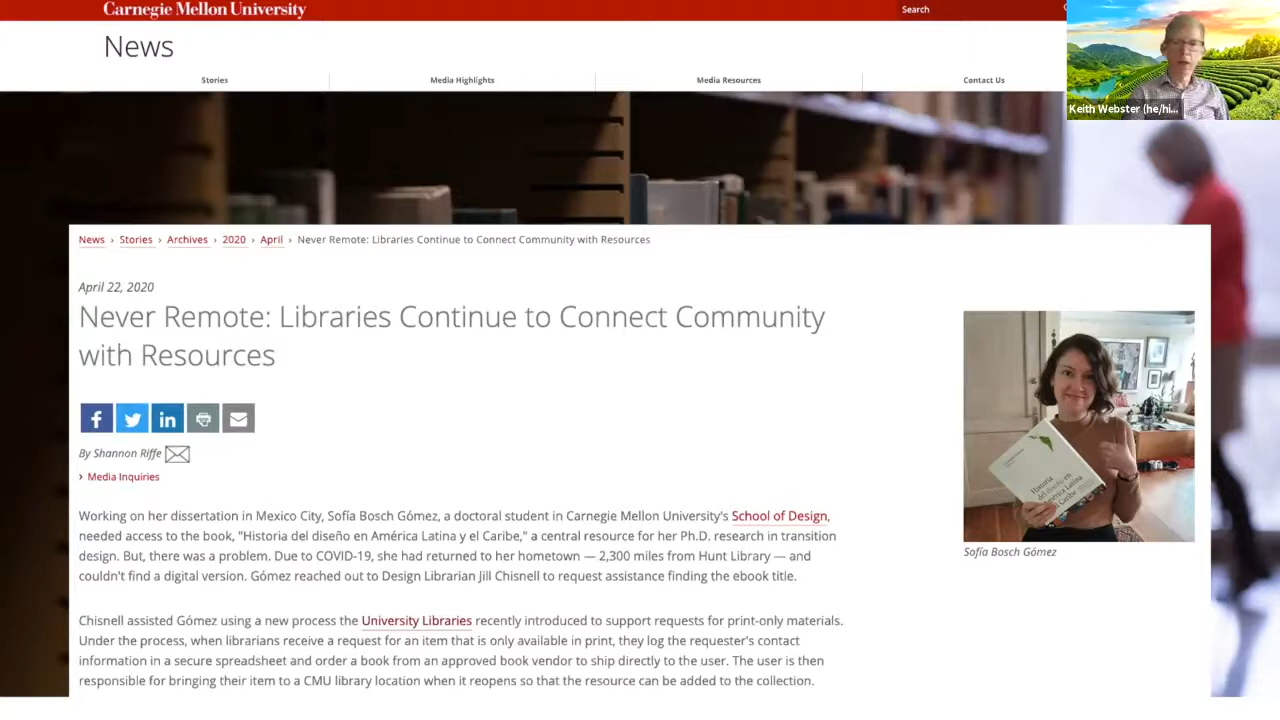 Carnegie Mellon University
Search
News
Stories
Media Highlights
Media Resources
Contact Us
Keith Webster (he/hi...
News › Stories › Archives › 2020 › April › Never Remote: Libraries Continue to Connect Community with Resources
April 22, 2020
Never Remote: Libraries Continue to Connect Community
with Resources
By Shannon Riffe
› Media Inquiries
Working on her dissertation in Mexico City, Sofía Bosch Gómez, a doctoral student in Carnegie Mellon University's School of Design,
needed access to the book, "Historia del diseño en América Latina y el Caribe," a central resource for her Ph.D. research in transition
design. But, there was a problem. Due to COVID-19, she had returned to her hometown — 2,300 miles from Hunt Library — and
couldn't find a digital version. Gómez reached out to Design Librarian Jill Chisnell to request assistance finding the ebook title.
Chisnell assisted Gómez using a new process the University Libraries recently introduced to support requests for print-only materials.
Under the process, when librarians receive a request for an item that is only available in print, they log the requester's contact
information in a secure spreadsheet and order a book from an approved book vendor to ship directly to the user. The user is then
responsible for bringing their item to a CMU library location when it reopens so that the resource can be added to the collection.
Historia
del diseño en
América Latina
y el Caribe
Sofía Bosch Gómez